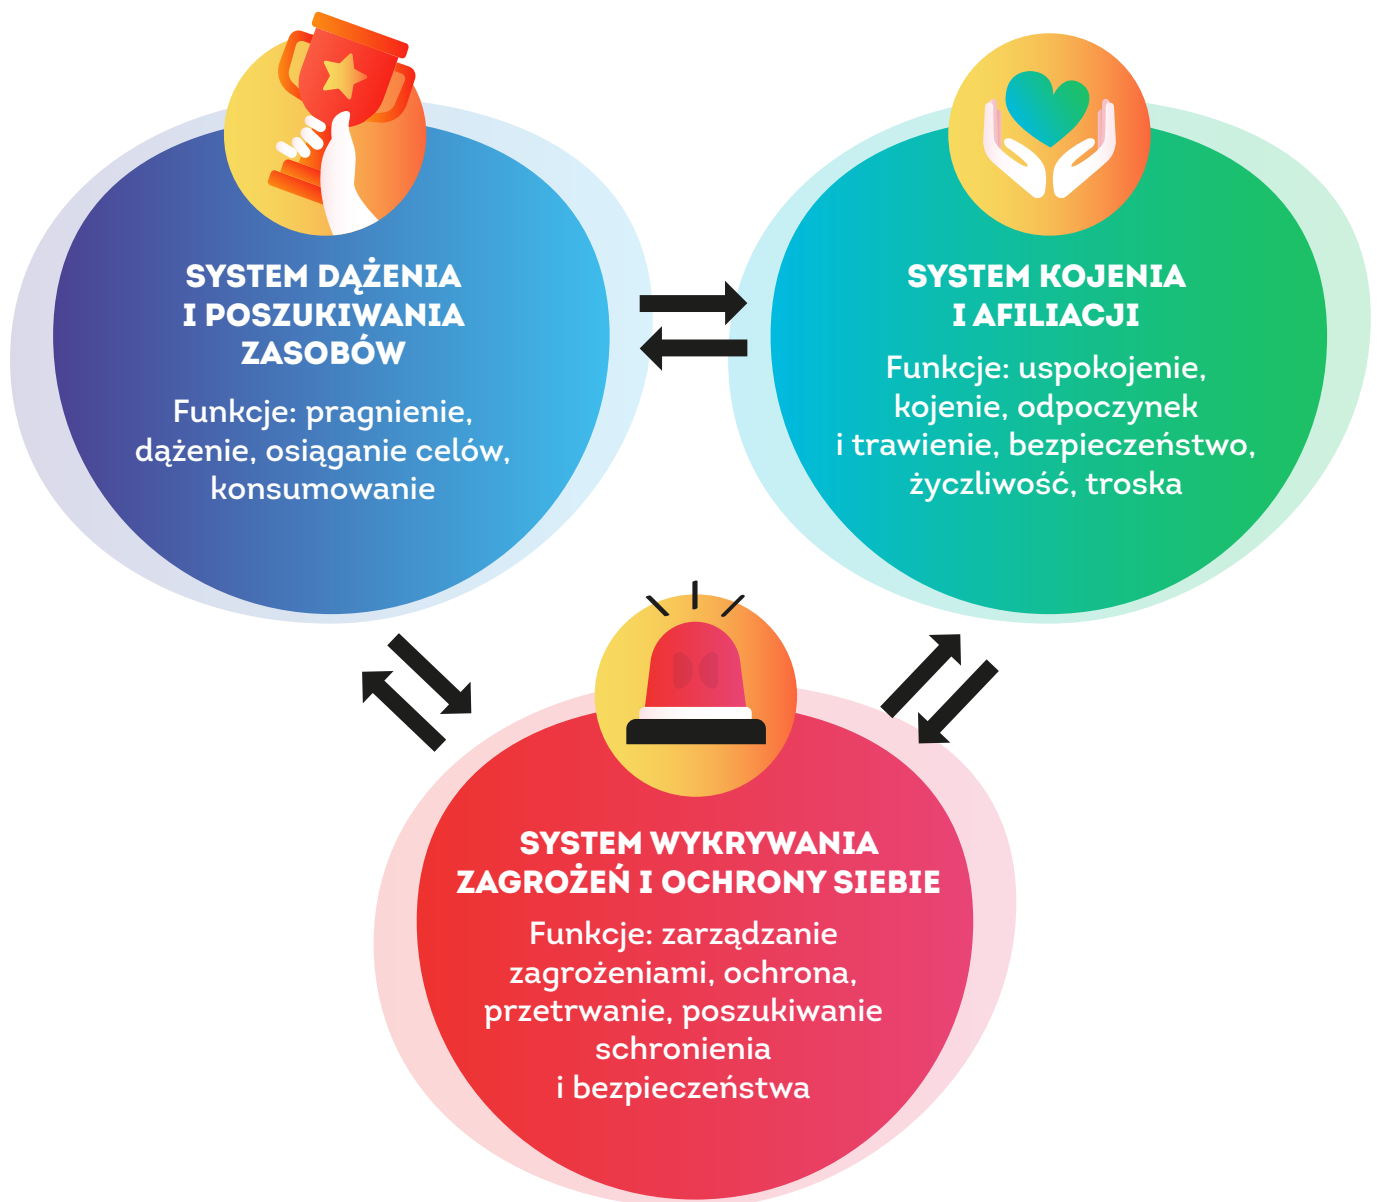 SYSTEM DĄŻENIA
I POSZUKIWANIA
ZASOBÓW
Funkcje: pragnienie,
dążenie, osiąganie celów,
konsumowanie
SYSTEM KOJENIA
I AFILIACJI
Funkcje: uspokojenie,
kojenie, odpoczynek
i trawienie, bezpieczeństwo,
życzliwość, troska
SYSTEM WYKRYWANIA
ZAGROŻEŃ I OCHRONY SIEBIE
Funkcje: zarządzanie
zagrożeniami, ochrona,
przetrwanie, poszukiwanie
schronienia
i bezpieczeństwa